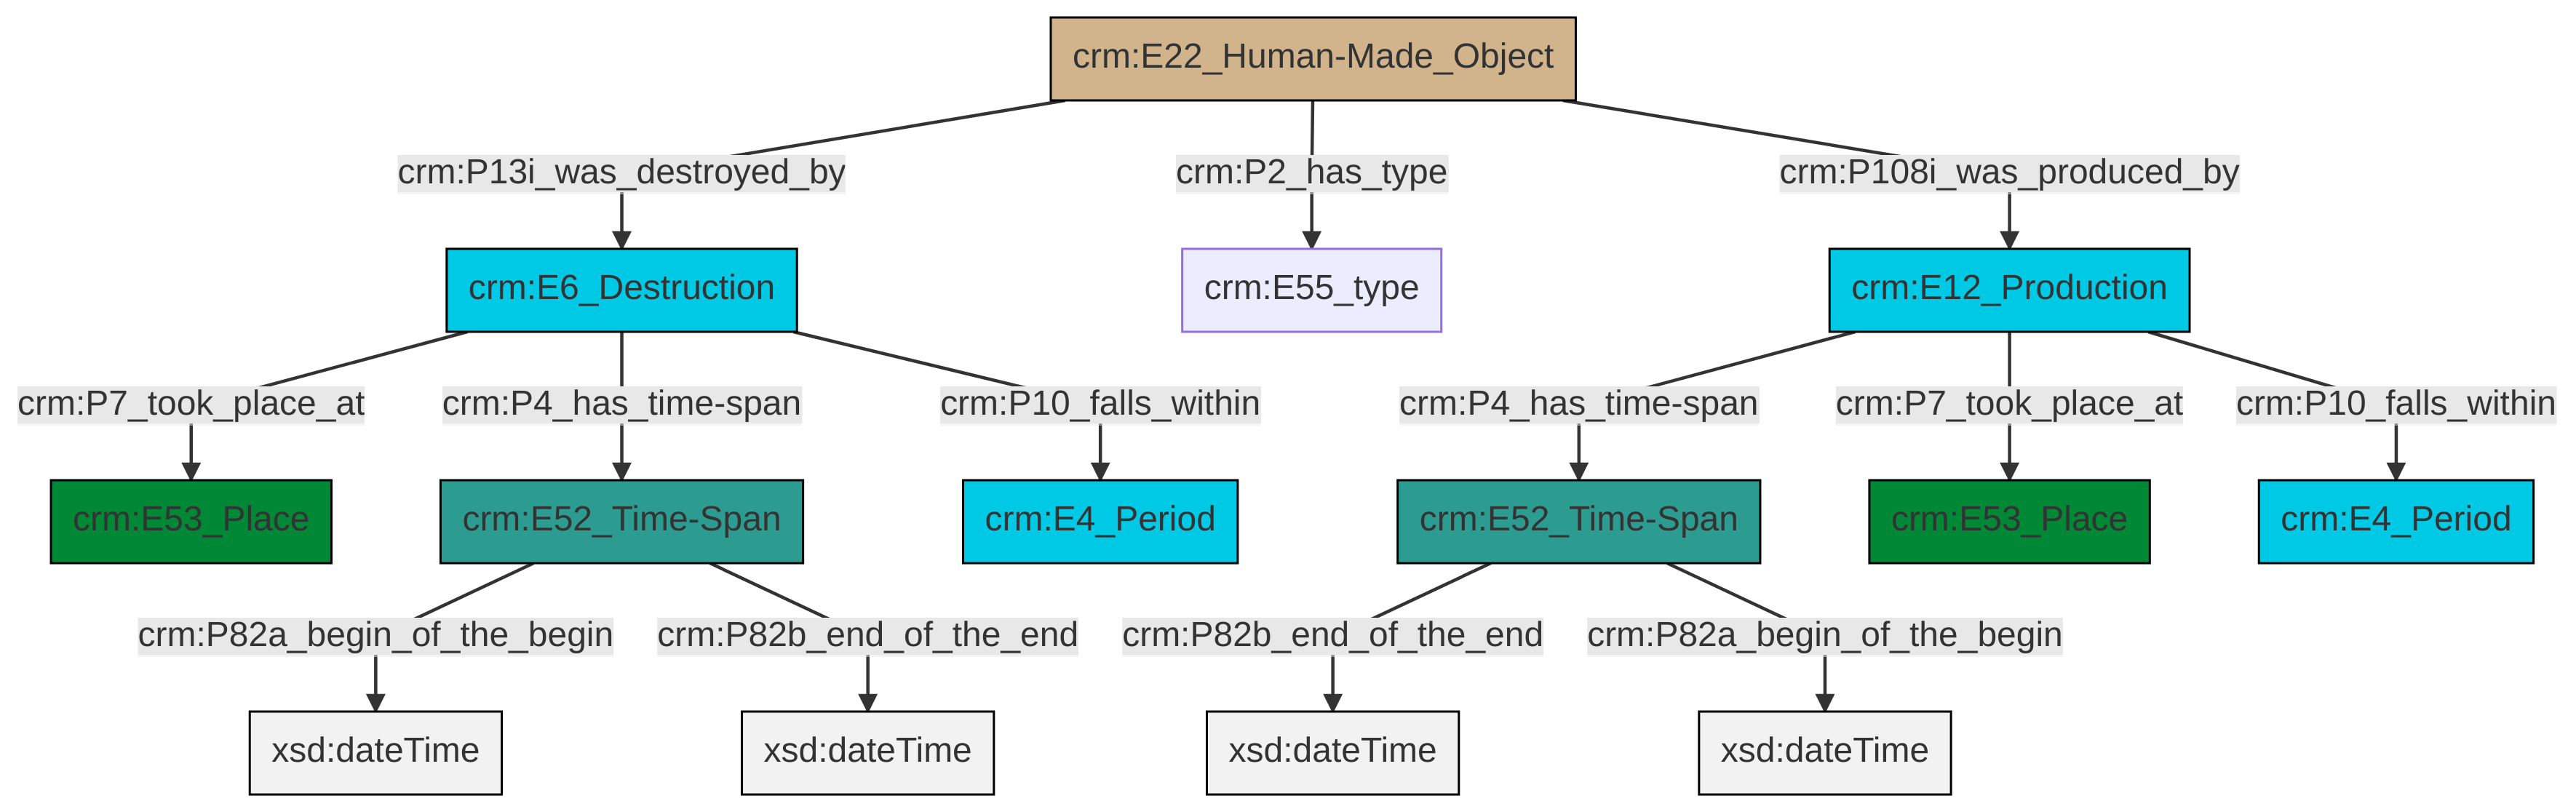 crm:E22_Human-Made_Object
crm:P13i_was_destroyed_by
crm:P2_has_type
crm:P108i_was_produced_by
crm:E6_Destruction
crm:E55_type
crm:E12_Production
crm:P7_took_place_at
crm:P4_has_time-span
crm:P10_falls_within
crm:P4_has_time-span
crm:P7_took_place_at
crm:P10_falls_within
crm:E53_Place
crm:E52_Time-Span
crm:E4_Period
crm:E52_Time-Span
crm:E53_Place
crm:E4_Period
crm:P82a_begin_of_the_begin
crm:P82b_end_of_the_end
crm:P82b_end_of_the_end
crm:P82a_begin_of_the_begin
xsd:dateTime
xsd:dateTime
xsd:dateTime
xsd:dateTime